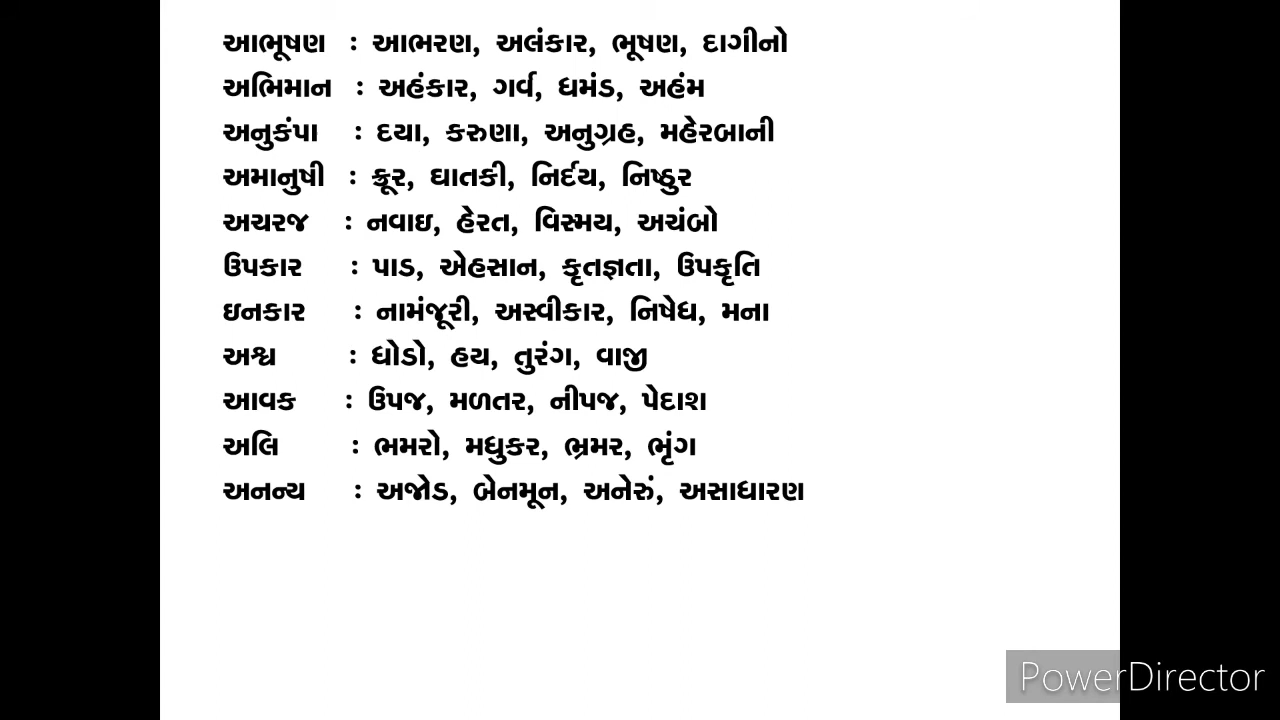 આભૂષણ : આભરણ, અલંકાર, ભૂષણ, દાગીનો
અભિમાન : અહંકાર, ગર્વ, ધમંડ, અહંમ
અનુકંપા : દયા, કરુણા, અનુગ્રહ, મહેરબાની
અમાનુષી : ક્રૂર, ઘાતકી, નિર્દય, નિષ્ઠુર
અચરજ : નવાઇ, હેરત, વિસ્મય, અચંબો
ઉપકાર : પાડ, એહસાન, કૃતજ્ઞતા, ઉપકૃતિ
ઇનકાર : નામંજૂરી, અસ્વીકાર, નિષેધ, મના
અશ્વ : ધોડો, હય, તુરંગ, વાજી
આવક : ઉપજ, મળતર, નીપજ, પેદાશ
અલિ : ભમરો, મધુકર, ભ્રમર, ભૃંગ
અનન્ય : અજોડ, બેનમૂન, અનેરું, અસાધારણ
PowerDirector